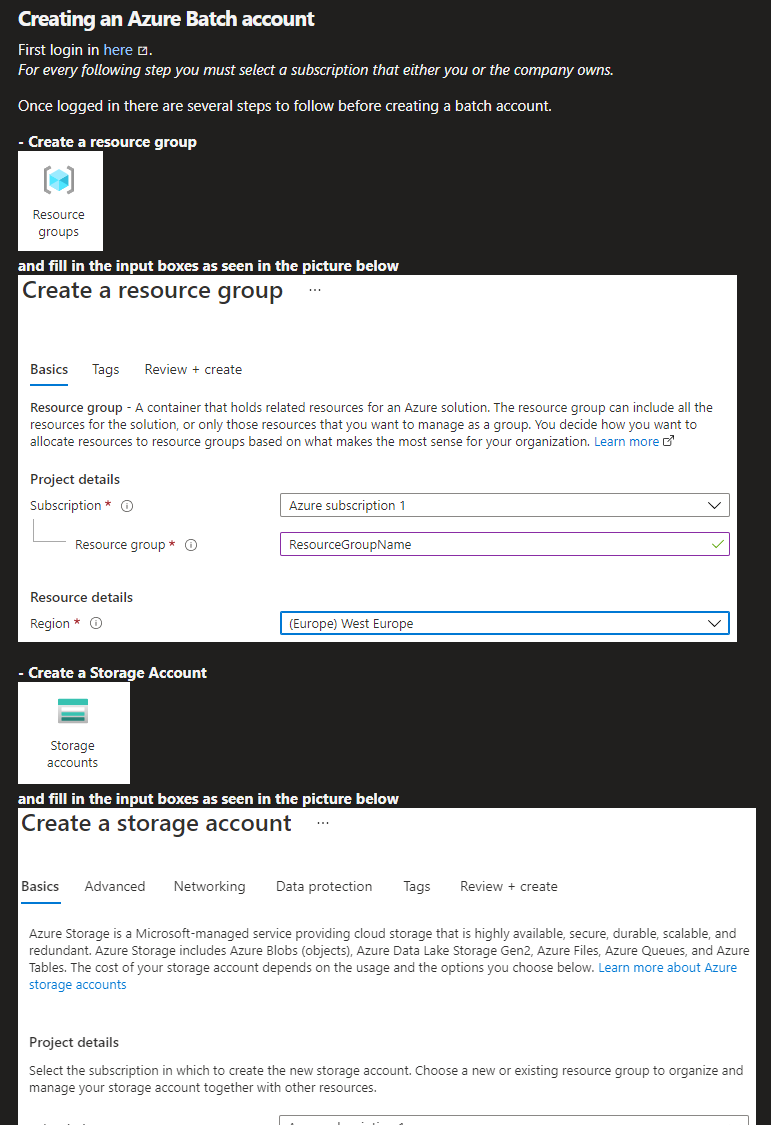 Creating an Azure Batch account
First login in here.
For every following step you must select a subscription that either you or the company owns.
Once logged in there are several steps to follow before creating a batch account.
- Create a resource group
Resource
groups
and fill in the input boxes as seen in the picture below
Create a resource group ...
Basics Tags Review + create
Resource group - A container that holds related resources for an Azure solution. The resource group can include all the
resources for the solution, or only those resources that you want to manage as a group. You decide how you want to
allocate resources to resource groups based on what makes the most sense for your organization. Learn more
Project details
Subscription * Azure subscription 1
Resource group * ResourceGroupName
Resource details
Region * (Europe) West Europe
- Create a Storage Account
Storage
accounts
and fill in the input boxes as seen in the picture below
Create a storage account ...
Basics Advanced Networking Data protection Tags Review + create
Azure Storage is a Microsoft-managed service providing cloud storage that is highly available, secure, durable, scalable, and
redundant. Azure Storage includes Azure Blobs (objects), Azure Data Lake Storage Gen2, Azure Files, Azure Queues, and Azure
Tables. The cost of your storage account depends on the usage and the options you choose below. Learn more about Azure
storage accounts
Project details
Select the subscription in which to create the new storage account. Choose a new or existing resource group to organize and
manage your storage account together with other resources.